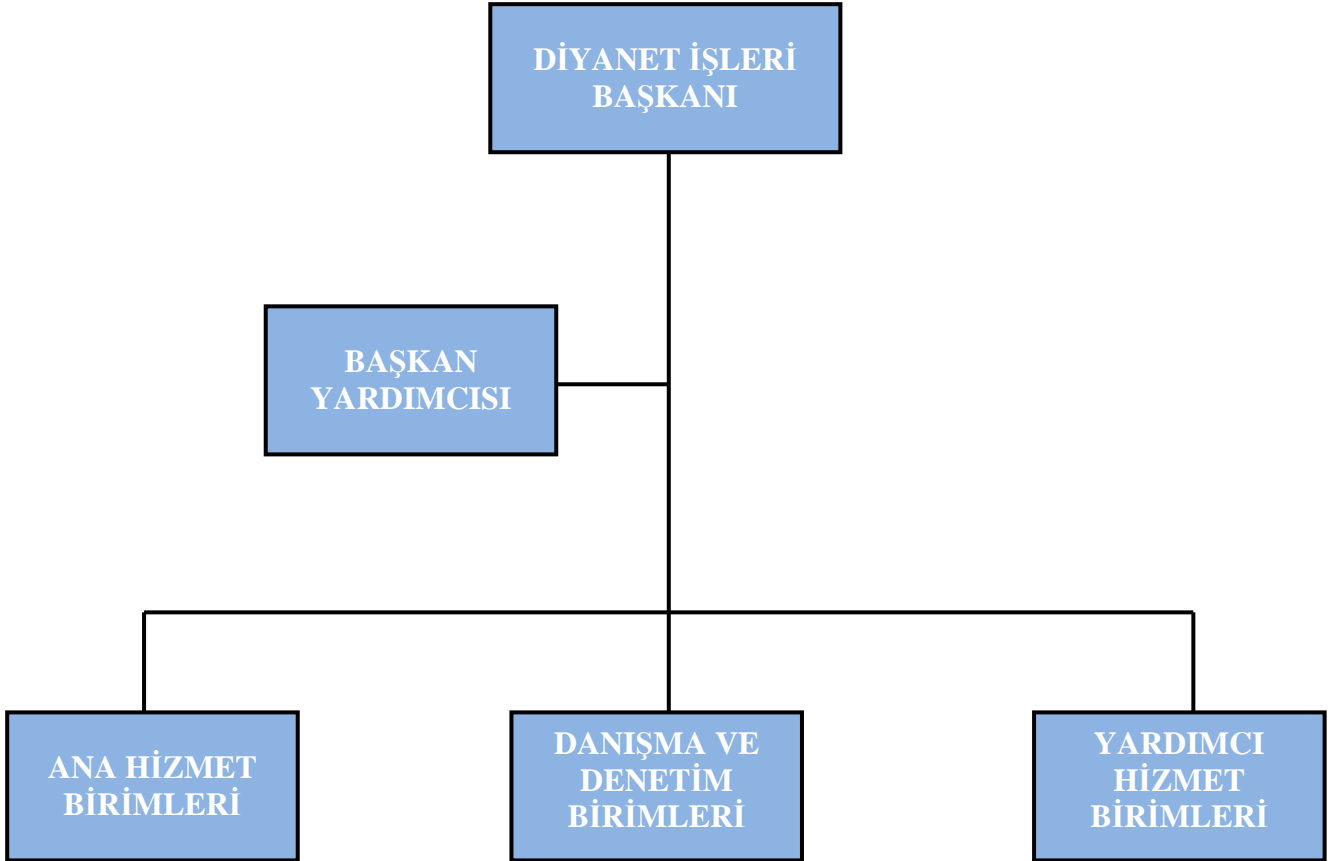 DİYANET İŞLERİ
BAŞKANI
BAŞKAN
YARDIMCISI
ANA HİZMET
BİRİMLERİ
DANIŞMA VE
DENETİM
BİRİMLERİ
YARDIMCI
HİZMET
BİRİMLERİ